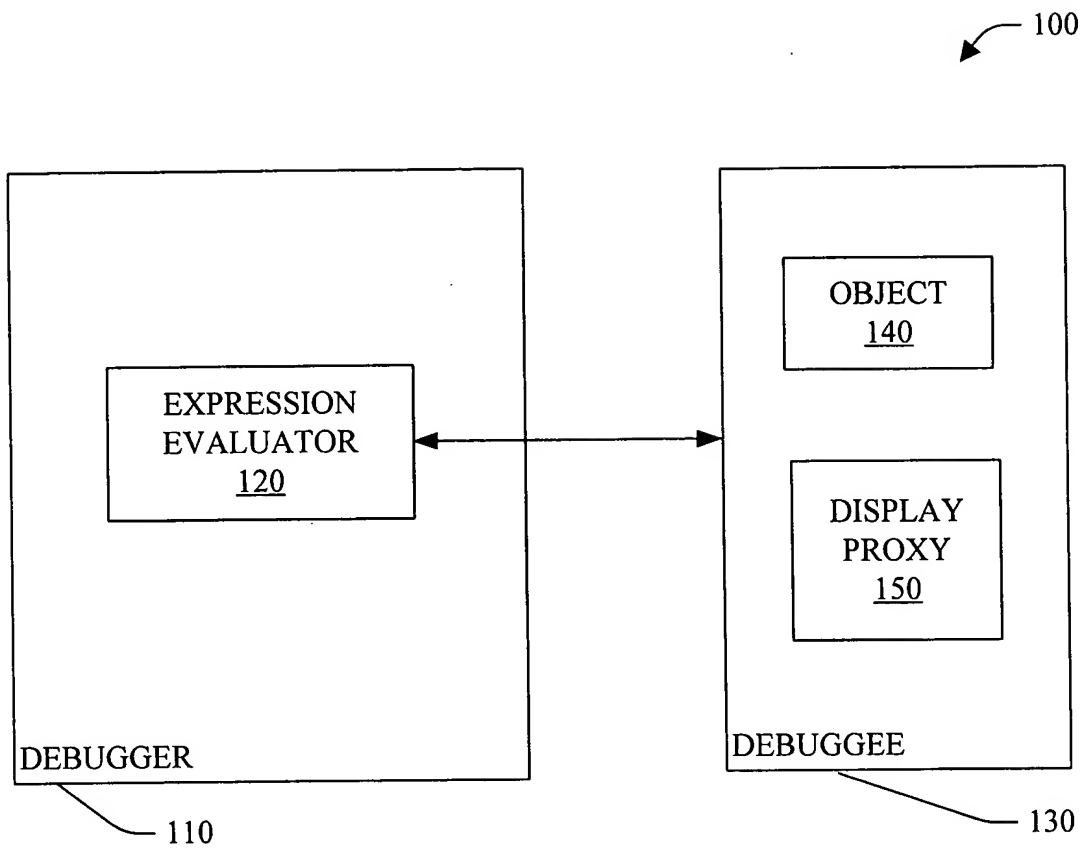 100
OBJECT
140
EXPRESSION
EVALUATOR
120
DISPLAY
PROXY
150
DEBUGGER
DEBUGGEE
110
130